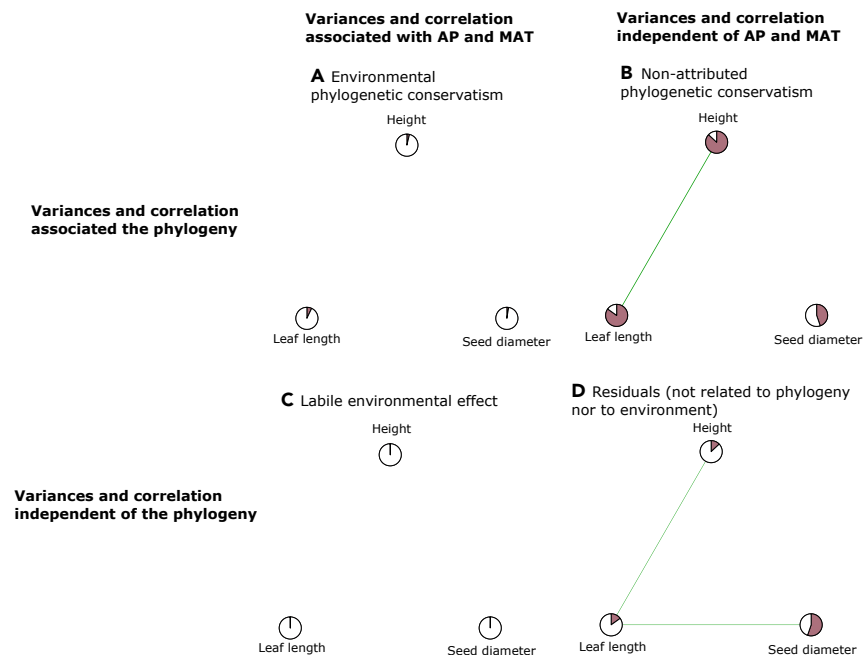 Variances and correlation
associated with AP and MAT
Variances and correlation
independent of AP and MAT
A Environmental
phylogenetic conservatism
Height
B Non-attributed
phylogenetic conservatism
Height
Variances and correlation
associated the phylogeny
Leaf length
Seed diameter
Leaf length
Seed diameter
C Labile environmental effect
Height
D Residuals (not related to phylogeny
nor to environment)
Height
Variances and correlation
independent of the phylogeny
Leaf length
Seed diameter
Leaf length
Seed diameter